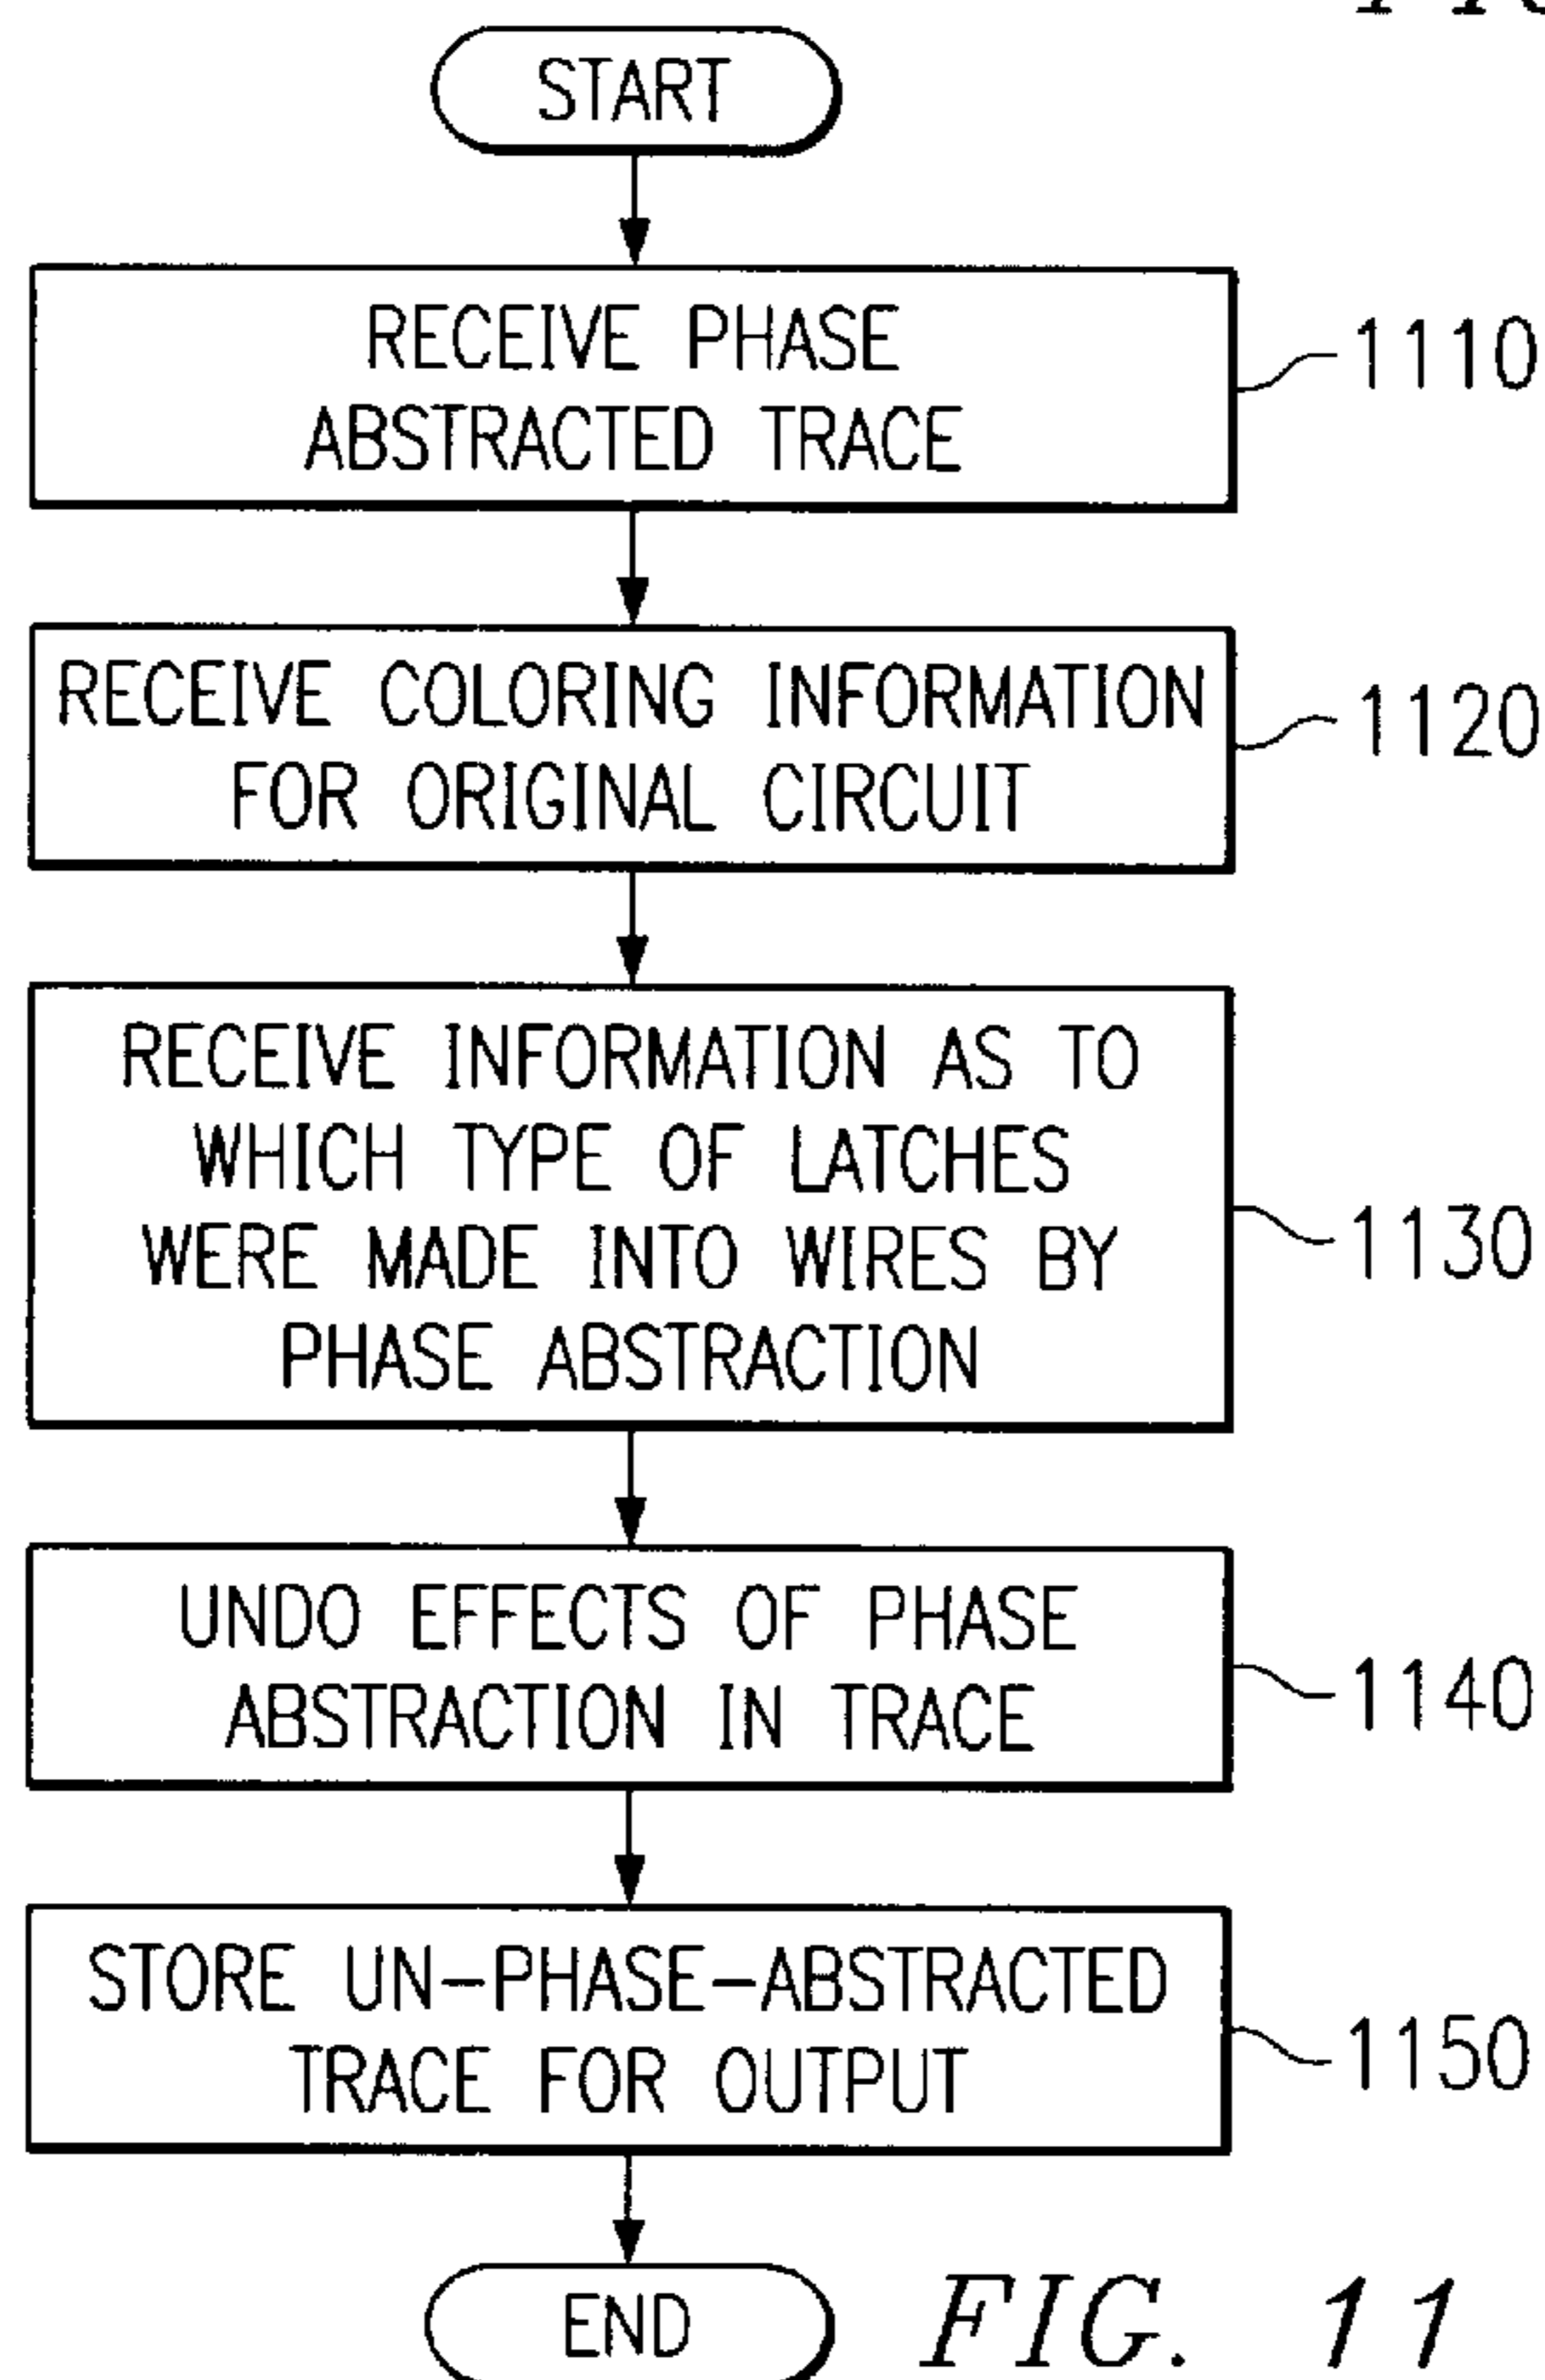 START
RECEIVE PHASE
ABSTRACTED TRACE
1110
RECEIVE COLORING INFORMATION
FOR ORIGINAL CIRCUIT
1120
RECEIVE INFORMATION AS TO
WHICH TYPE OF LATCHES
WERE MADE INTO WIRES BY
PHASE ABSTRACTION
1130
UNDO EFFECTS OF PHASE
ABSTRACTION IN TRACE
1140
STORE UN-PHASE-ABSTRACTED
TRACE FOR OUTPUT
1150
END
FIG. 11